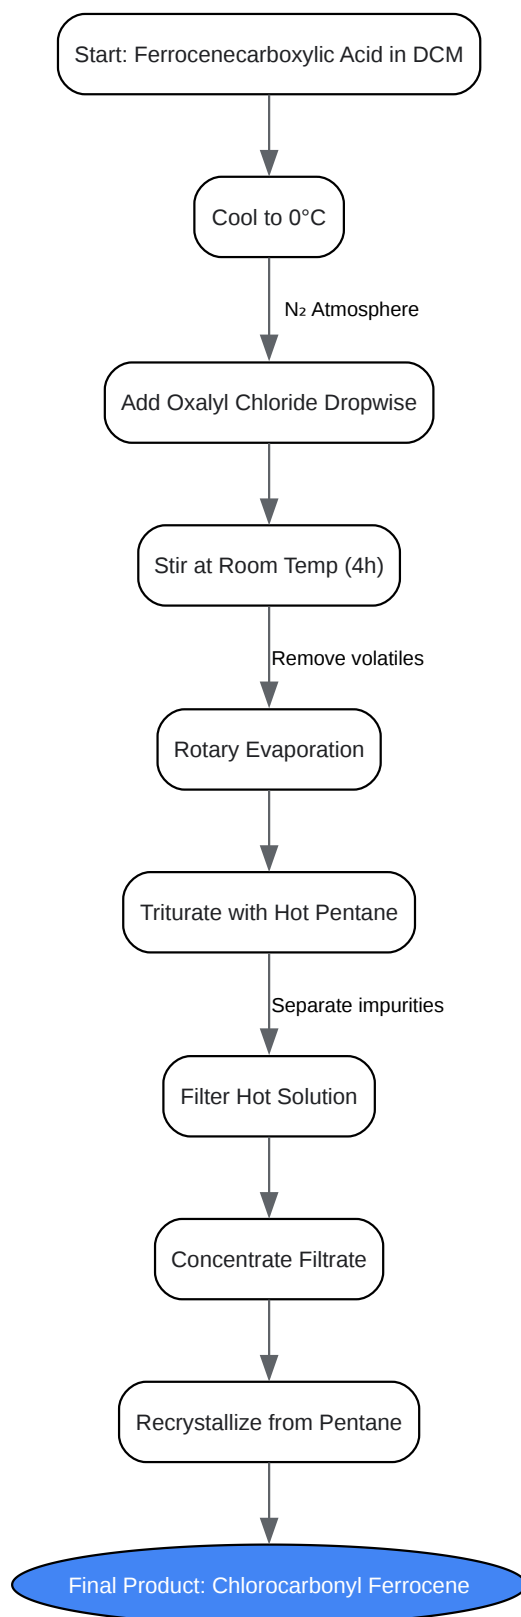 Start: Ferrocenecarboxylic Acid in DCM
Cool to 0°C
N₂ Atmosphere
Add Oxalyl Chloride Dropwise
Stir at Room Temp (4h)
Remove volatiles
Rotary Evaporation
Triturate with Hot Pentane
Separate impurities
Filter Hot Solution
Concentrate Filtrate
Recrystallize from Pentane
Final Product: Chlorocarbonyl Ferrocene